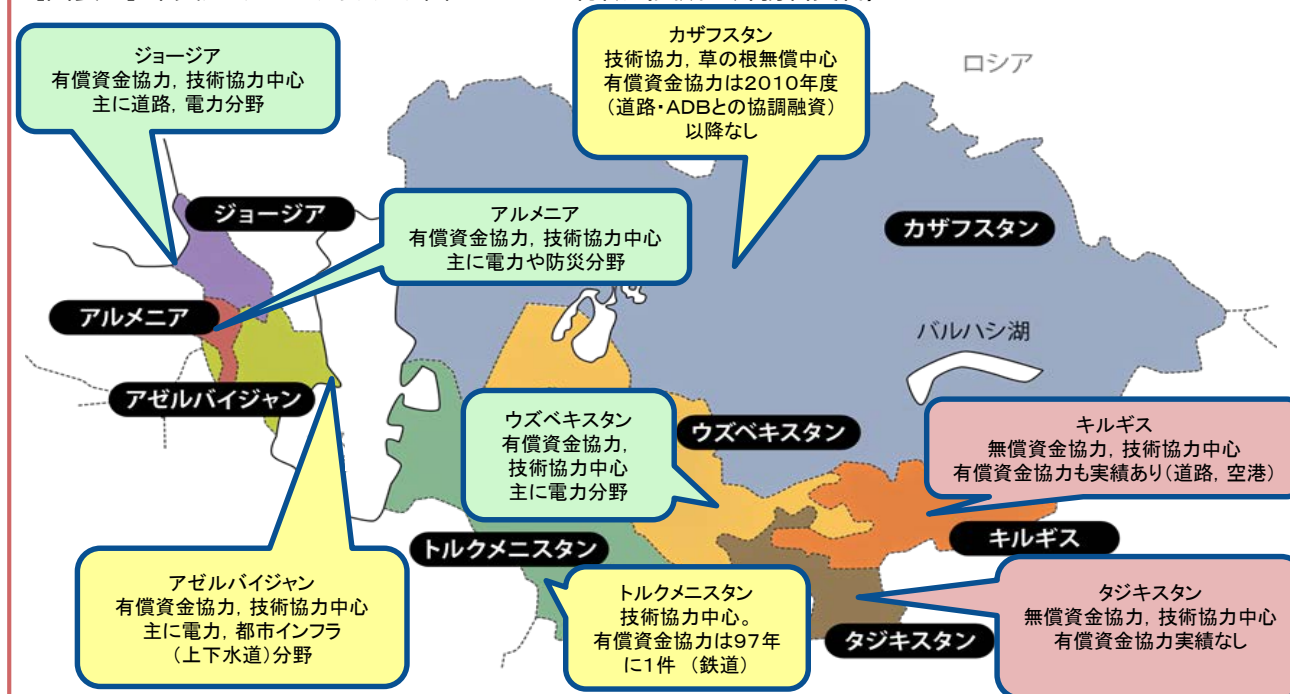 ジョージア
有償資金協力，技術協力中心
主に道路，電力分野
カザフスタン
技術協力，草の根無償中心
有償資金協力は2010年度
（道路・ADBとの協調融資）
以降なし
ロシア
ジョージア
アルメニア
有償資金協力，技術協力中心
主に電力や防災分野
カザフスタン
アルメニア
バルハシ湖
アゼルバイジャン
ウズベキスタン
有償資金協力，
技術協力中心
主に電力分野
ウズベキスタン
キルギス
無償資金協力，技術協力中心
有償資金協力も実績あり（道路，空港）
トルクメニスタン
キルギス
アゼルバイジャン
有償資金協力，技術協力中心
主に電力，都市インフラ
（上下水道）分野
トルクメニスタン
技術協力中心。
有償資金協力は97年
に1件　（鉄道）
タジキスタン
タジキスタン
無償資金協力，技術協力中心
有償資金協力実績なし